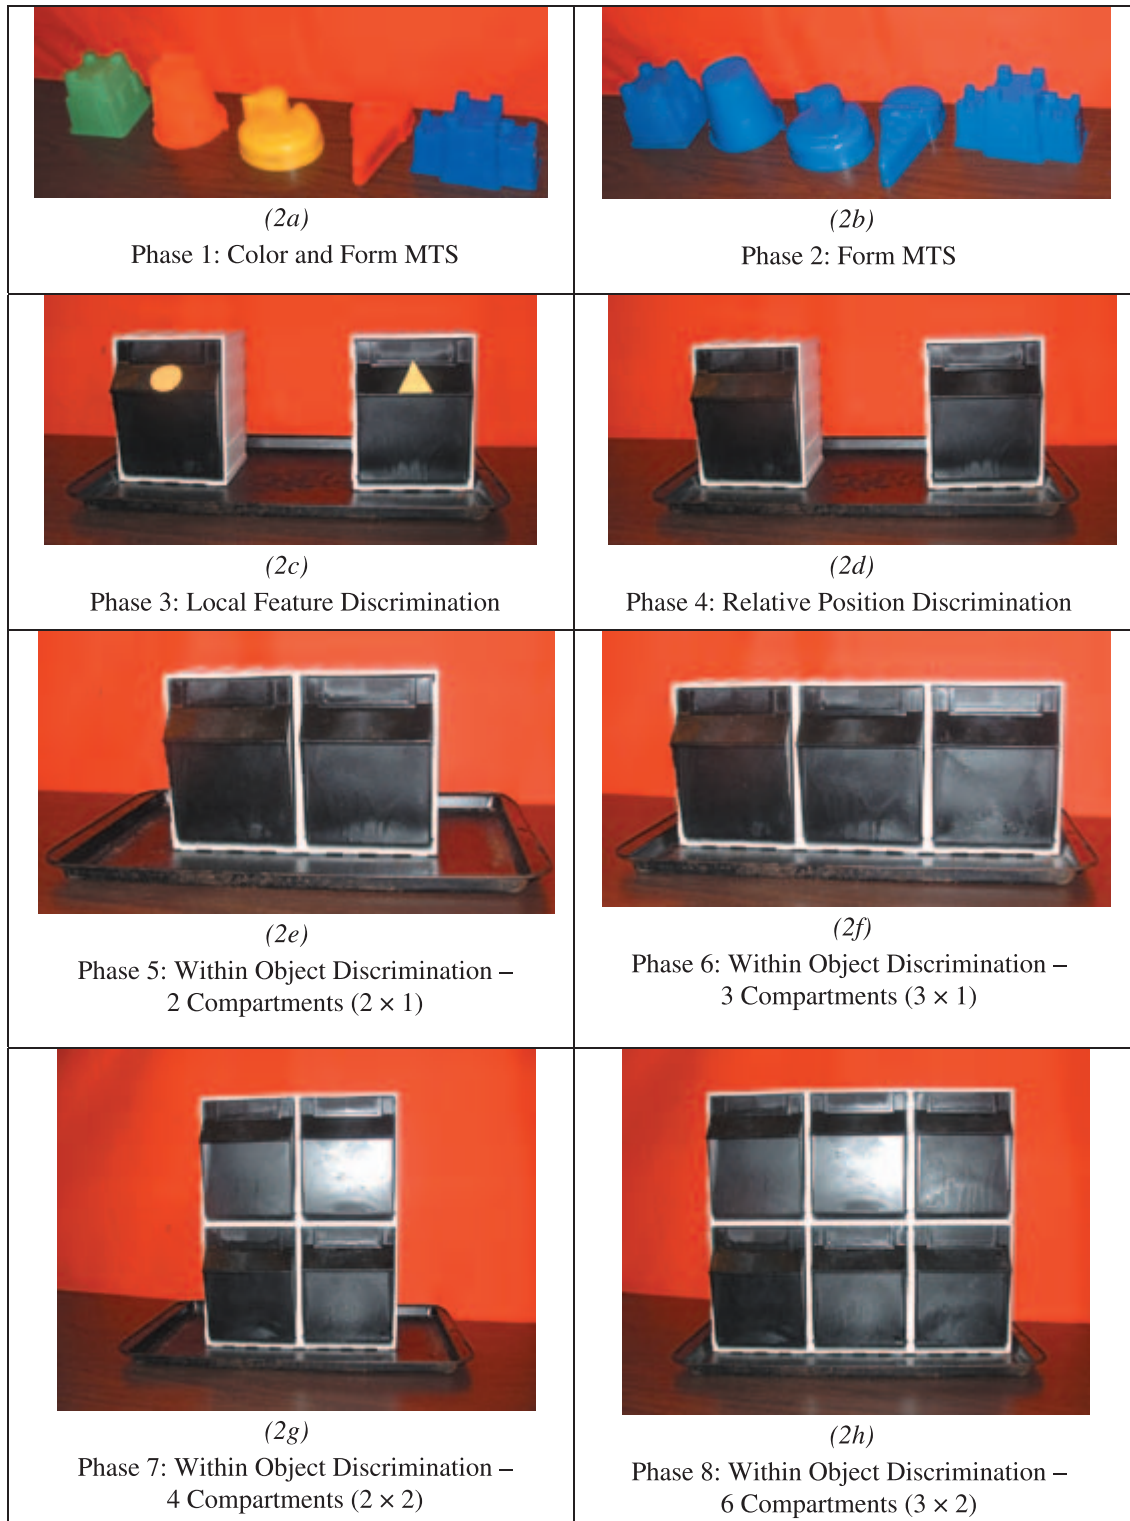 (2a)
Phase 1: Color and Form MTS
(2b)
Phase 2: Form MTS
(2c)
Phase 3: Local Feature Discrimination
(2d)
Phase 4: Relative Position Discrimination
(2e)
Phase 5: Within Object Discrimination –
2 Compartments (2 × 1)
(2f)
Phase 6: Within Object Discrimination –
3 Compartments (3 × 1)
(2g)
Phase 7: Within Object Discrimination –
4 Compartments (2 × 2)
(2h)
Phase 8: Within Object Discrimination –
6 Compartments (3 × 2)